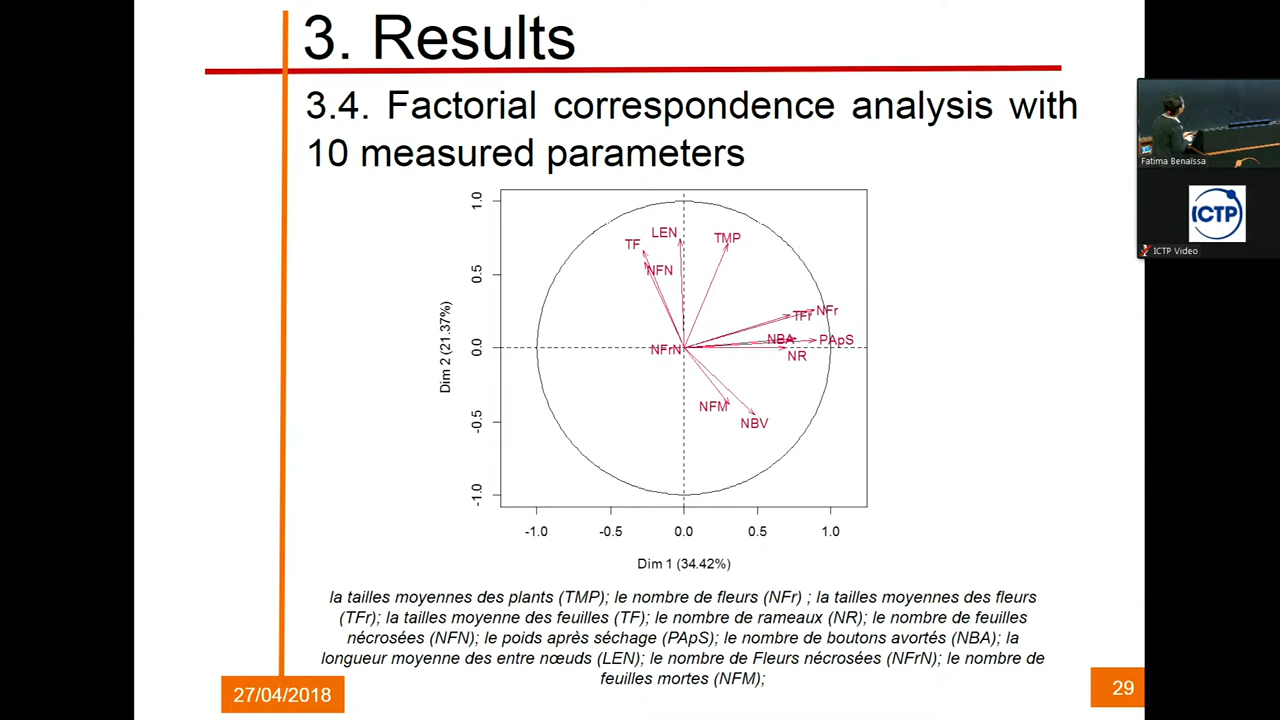 3. Results
3.4. Factorial correspondence analysis with
10 measured parameters
1.0
0.5
0.0
-0.5
-1.0
Dim 2 (21.37%)
LEN
TMP
TF
NFN
NFr
TFr
NBA
PApS
NFrN
NR
NFM
NBV
-1.0 -0.5 0.0 0.5 1.0
Dim 1 (34.42%)
la tailles moyennes des plants (TMP); le nombre de fleurs (NFr) ; la tailles moyennes des fleurs
(TFr); la taille moyenne des feuilles (TF); le nombre de rameaux (NR); le nombre de feuilles
nécrosées (NFN); le poids après séchage (PApS); le nombre de boutons avortés (NBA); la
longueur moyenne des entre nœuds (LEN); le nombre de Fleurs nécrosées (NFrN); le nombre de
feuilles mortes (NFM);
27/04/2018
29
Fatima Benaïssa
ICTP
ICTP Video